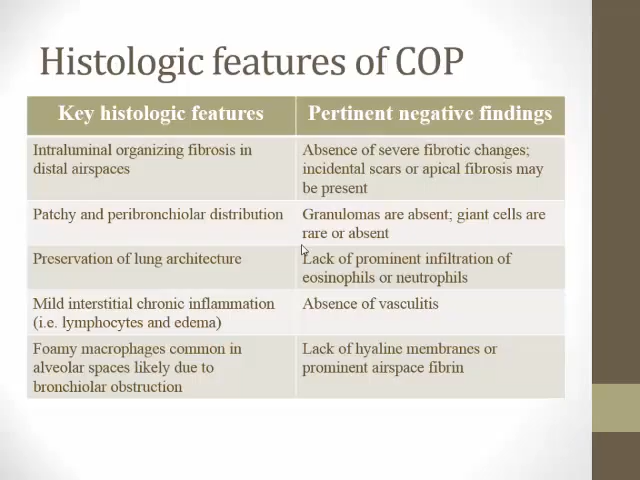 Histologic features of COP
Key histologic features
Pertinent negative findings
Intraluminal organizing fibrosis in
distal airspaces
Absence of severe fibrotic changes;
incidental scars or apical fibrosis may
be present
Patchy and peribronchiolar distribution
Granulomas are absent; giant cells are
rare or absent
Preservation of lung architecture
Lack of prominent infiltration of
eosinophils or neutrophils
Mild interstitial chronic inflammation
(i.e. lymphocytes and edema)
Absence of vasculitis
Foamy macrophages common in
alveolar spaces likely due to
bronchiolar obstruction
Lack of hyaline membranes or
prominent airspace fibrin